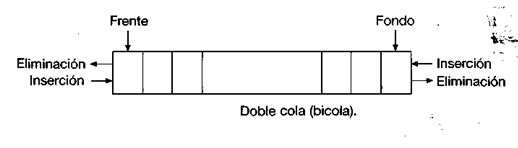 Frente
Fondo
Eliminación
Inserción
Inserción
Eliminación
Doble cola (bicola).